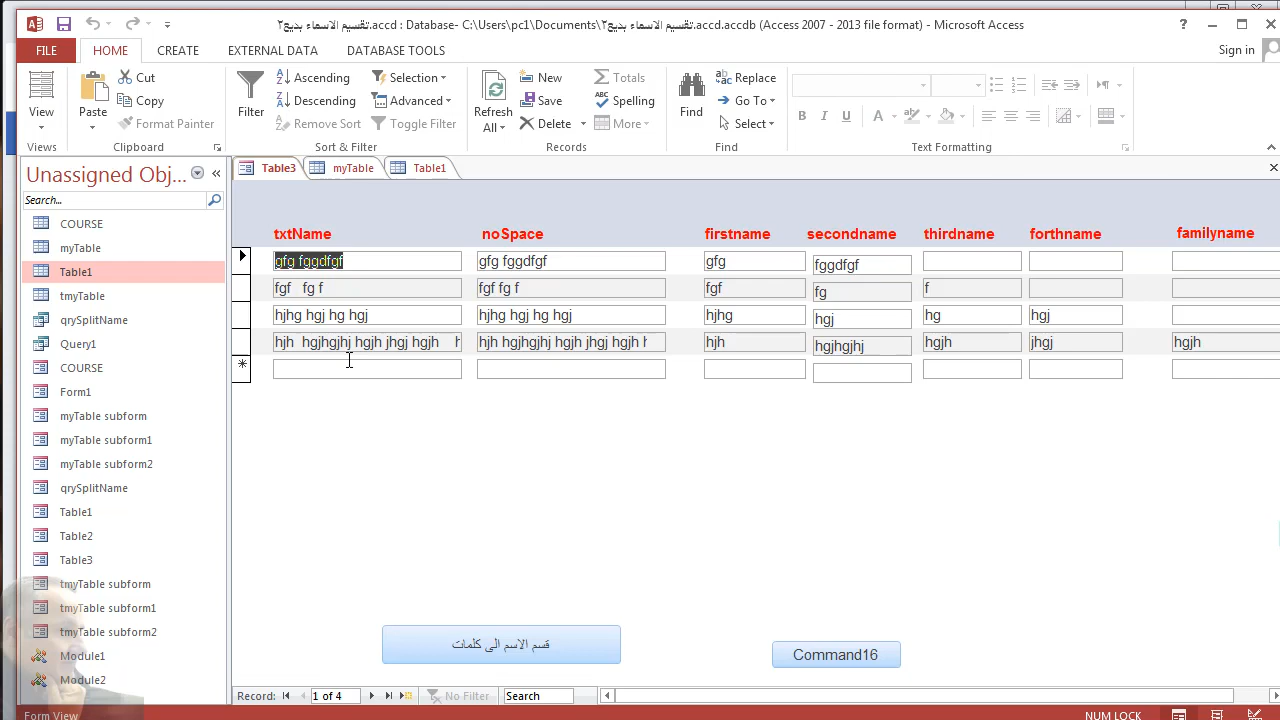 تقسيم الاسماء بديع٢.accd : Database- C:\Users\pc1\Documents\تقسيم الاسماء بديع٢.accd.accdb (Access 2007 - 2013 file format) - Microsoft Access
FILE HOME CREATE EXTERNAL DATA DATABASE TOOLS Sign in
View Paste Cut Copy Format Painter
Filter Ascending Descending Remove Sort Selection Advanced Toggle Filter
Refresh All New Save Delete Totals Spelling More
Find Replace Go To Select
B I U A
Views Clipboard Sort & Filter Records Find Text Formatting
Unassigned Obj...
Search...
COURSE
myTable
Table1
tmyTable
qrySplitName
Query1
COURSE
Form1
myTable subform
myTable subform1
myTable subform2
qrySplitName
Table1
Table2
Table3
tmyTable subform
tmyTable subform1
tmyTable subform2
Module1
Module2
Table3 myTable Table1
txtName noSpace firstname secondname thirdname forthname familyname
gfg fggdfgf gfg fggdfgf gfg fggdfgf
fgf fg f fgf fg f fgf fg f
hjhg hgj hg hgj hjhg hgj hg hgj hjhg hgj hg hgj
hjh hgjhgjhj hgjh jhgj hgjh hjh hgjhgjhj hgjh jhgj hgjh hjh hgjhgjhj hgjh jhgj hgjh
قسم الاسم الى كلمات
Command16
Record: 1 of 4 No Filter Search
Form View NUM LOCK